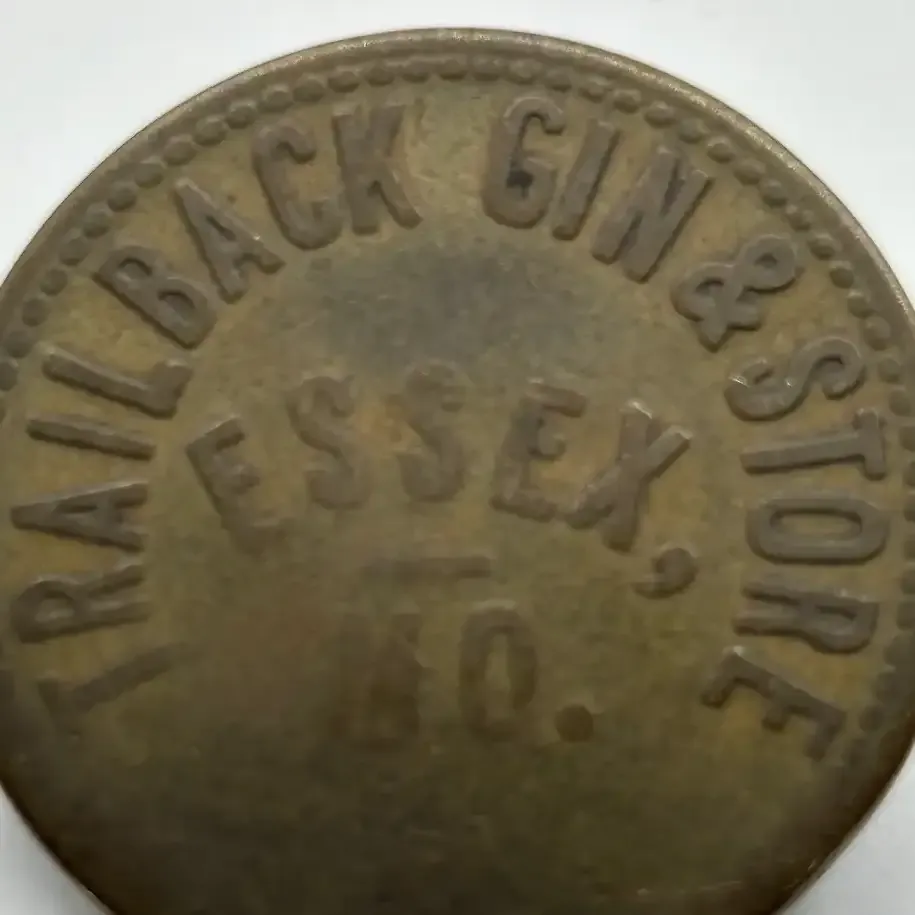 TRAILBACK GIN & STORE
ESSEX,
MO.